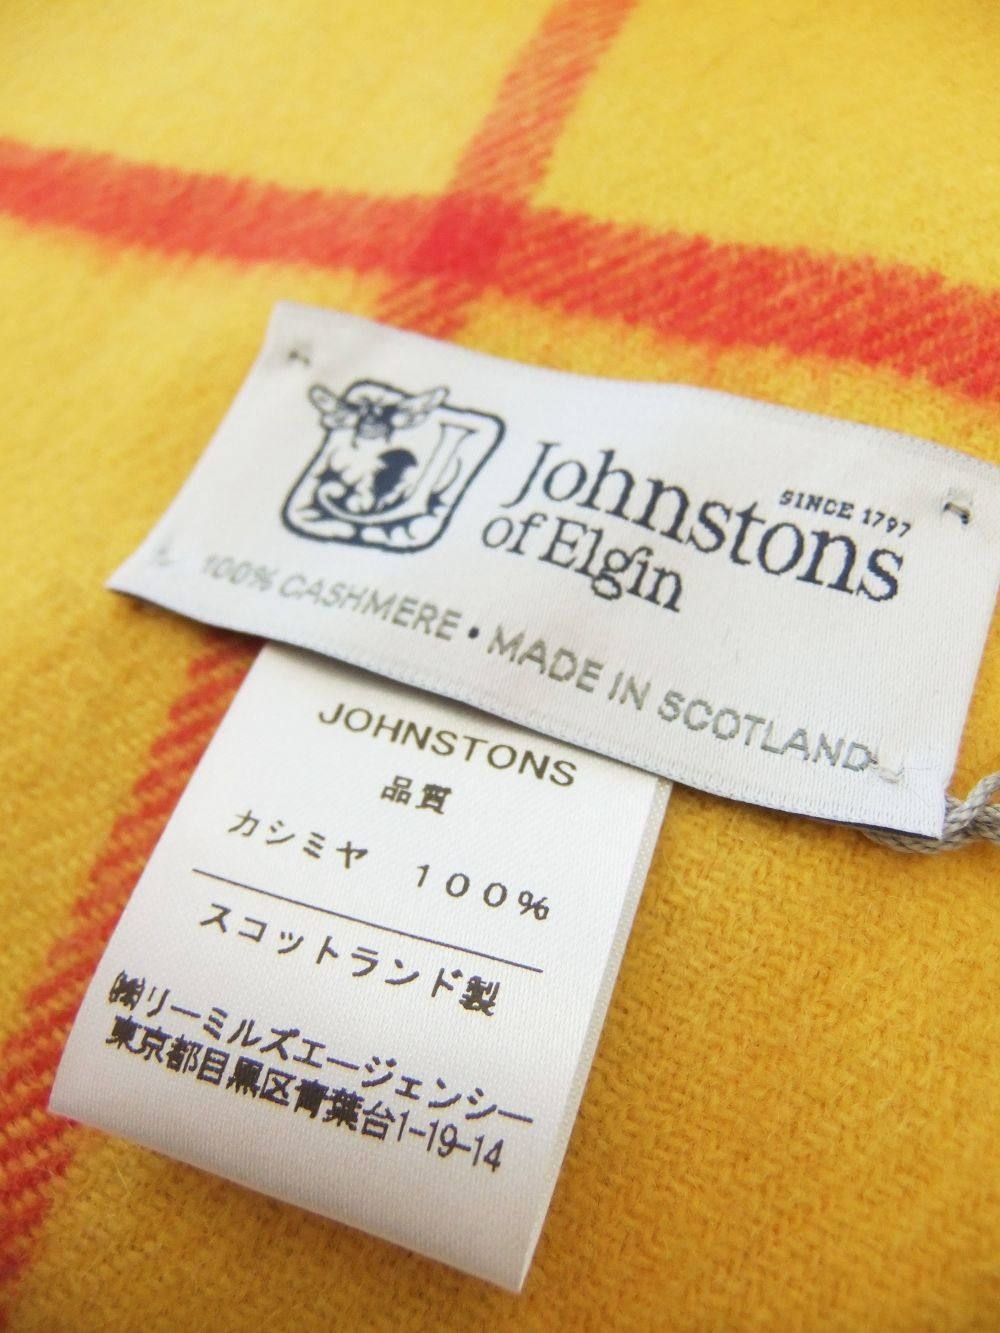 SINCE 1797
Johnstons
of Elgin
100% CASHMERE • MADE IN SCOTLAND
JOHNSTONS
品質
カシミヤ 100%
スコットランド製
㈱リーミルズエージェンシー
東京都目黒区青葉台1-19-14